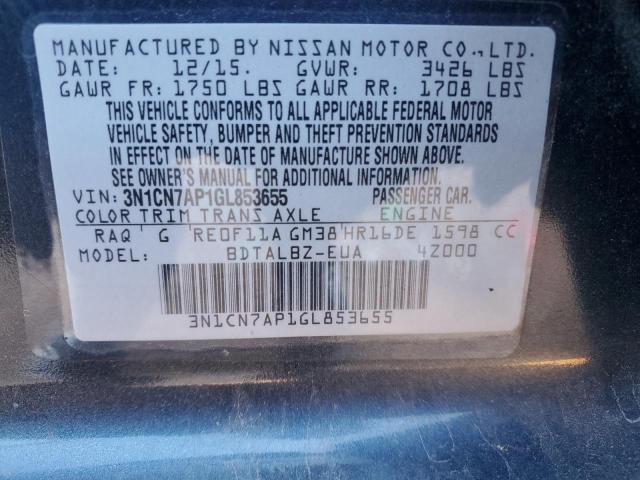 MANUFACTURED BY NISSAN MOTOR CO., LTD.
DATE: 12/15. GVWR: 3426 LBS
GAWR FR: 1750 LBS GAWR RR: 1708 LBS
THIS VEHICLE CONFORMS TO ALL APPLICABLE FEDERAL MOTOR
VEHICLE SAFETY, BUMPER AND THEFT PREVENTION STANDARDS
IN EFFECT ON THE DATE OF MANUFACTURE SHOWN ABOVE.
SEE OWNER'S MANUAL FOR ADDITIONAL INFORMATION.
VIN: 3N1CN7AP1GL853655 PASSENGER CAR.
COLOR TRIM TRANS AXLE ENGINE
RAQ G RE0F11A GM38 HR16DE 1598 CC
MODEL: BDTALBZ-EUA 4Z000
3N1CN7AP1GL853655